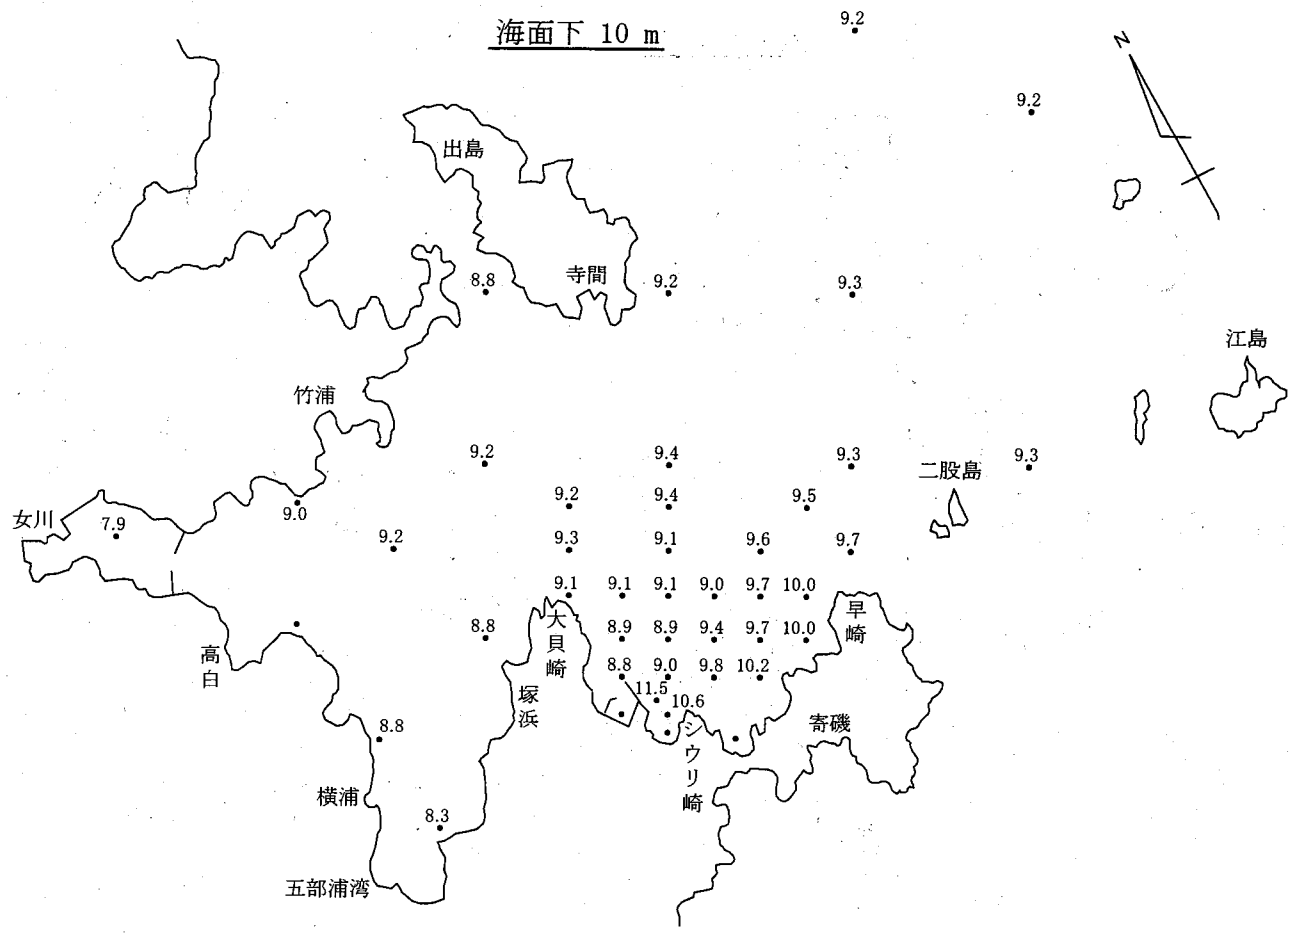 海面下 10 m
9.2
N
9.2
出島
寺間
8.8
9.2
9.3
江島
竹浦
9.2
9.4
9.3
二股島
9.3
9.2
9.4
9.5
女川
7.9
9.0
9.2
9.3
9.1
9.6
9.7
9.1
9.1
9.1
9.0
9.7
10.0
大貝崎
早崎
8.8
8.9
8.9
9.4
9.7
10.0
高白
8.8
9.0
9.8
10.2
塚浜
11.5
10.6
シウリ崎
寄磯
8.8
横浦
8.3
五部浦湾